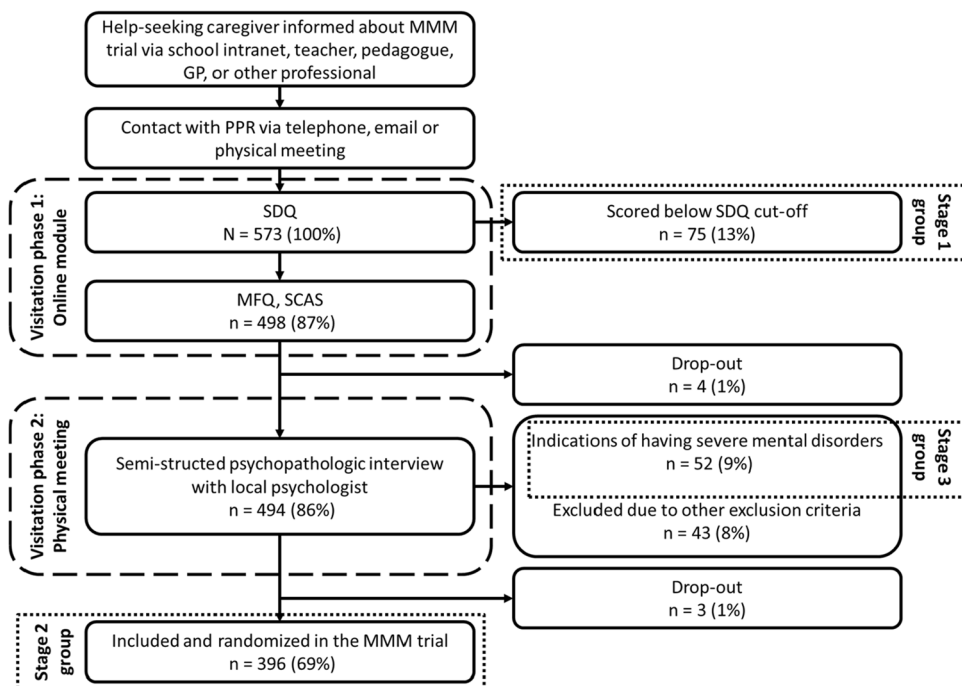 Help-seeking caregiver informed about MMM
trial via school intranet, teacher, pedagogue,
GP, or other professional
Contact with PPR via telephone, email or
physical meeting
Visitation phase 1:
Online module
SDQ
N = 573 (100%)
Scored below SDQ cut-off
n = 75 (13%)
Stage 1
group
MFQ, SCAS
n = 498 (87%)
Drop-out
n = 4 (1%)
Visitation phase 2:
Physical meeting
Semi-structed psychopathologic interview
with local psychologist
n = 494 (86%)
Indications of having severe mental disorders
n = 52 (9%)
Stage 3
group
Excluded due to other exclusion criteria
n = 43 (8%)
Drop-out
n = 3 (1%)
Stage 2
group
Included and randomized in the MMM trial
n = 396 (69%)